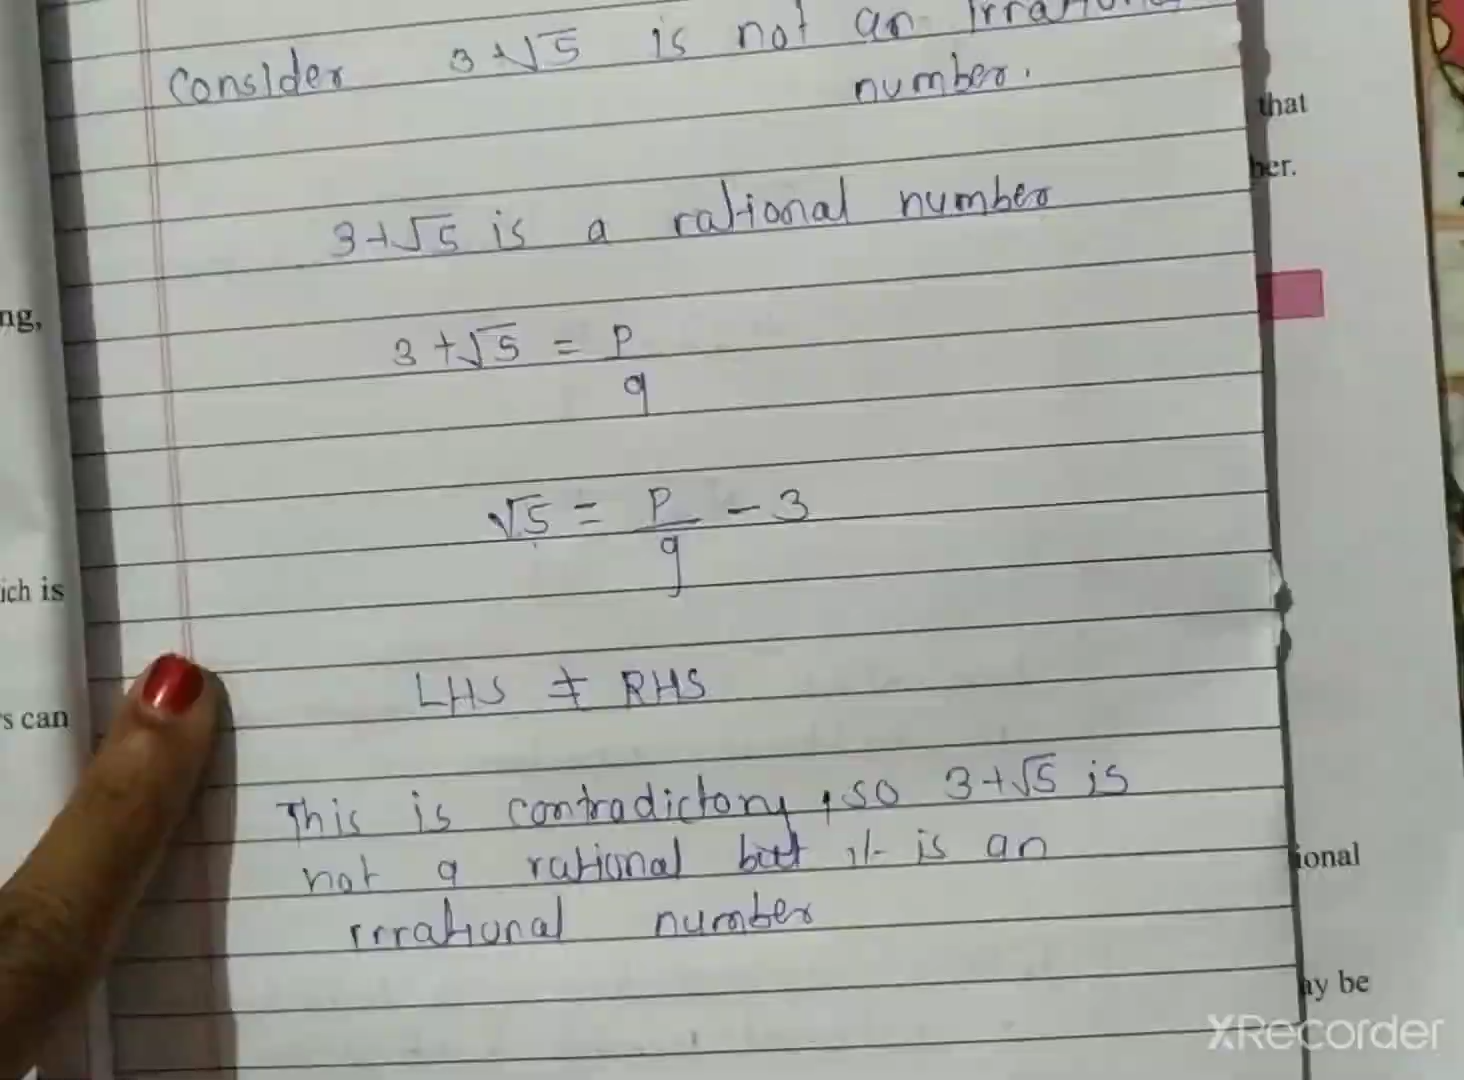 Consider 3+√5 is not an irrational
number.
that
ber.
3+√5 is a rational number
ng,
3+√5 = p
q
√5 = p/q - 3
ich is
LHS ≠ RHS
s can
This is contradictory, so 3+√5 is
not a rational but it is an
irrational number
ional
ay be
XRecorder